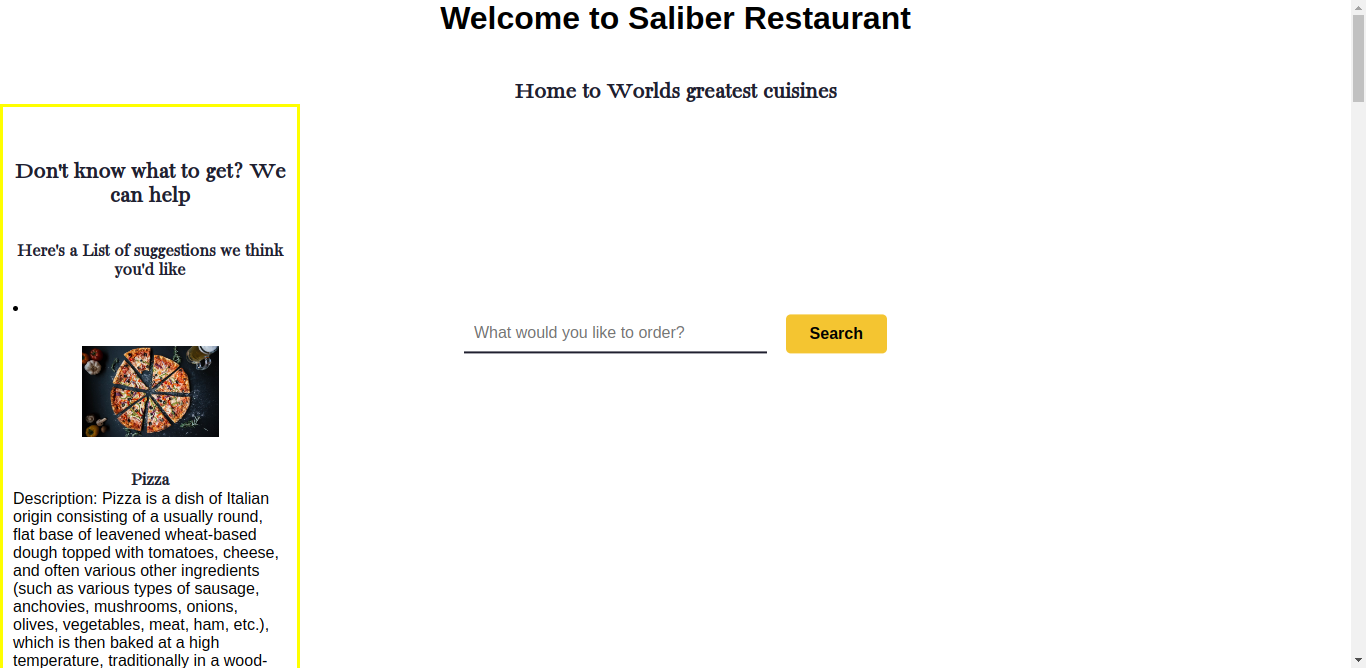 Welcome to Saliber Restaurant
Home to Worlds greatest cuisines
Don't know what to get? We
can help
Here's a List of suggestions we think
you'd like
What would you like to order?
Search
Pizza
Description: Pizza is a dish of Italian
origin consisting of a usually round,
flat base of leavened wheat-based
dough topped with tomatoes, cheese,
and often various other ingredients
(such as various types of sausage,
anchovies, mushrooms, onions,
olives, vegetables, meat, ham, etc.),
which is then baked at a high
temperature, traditionally in a wood-